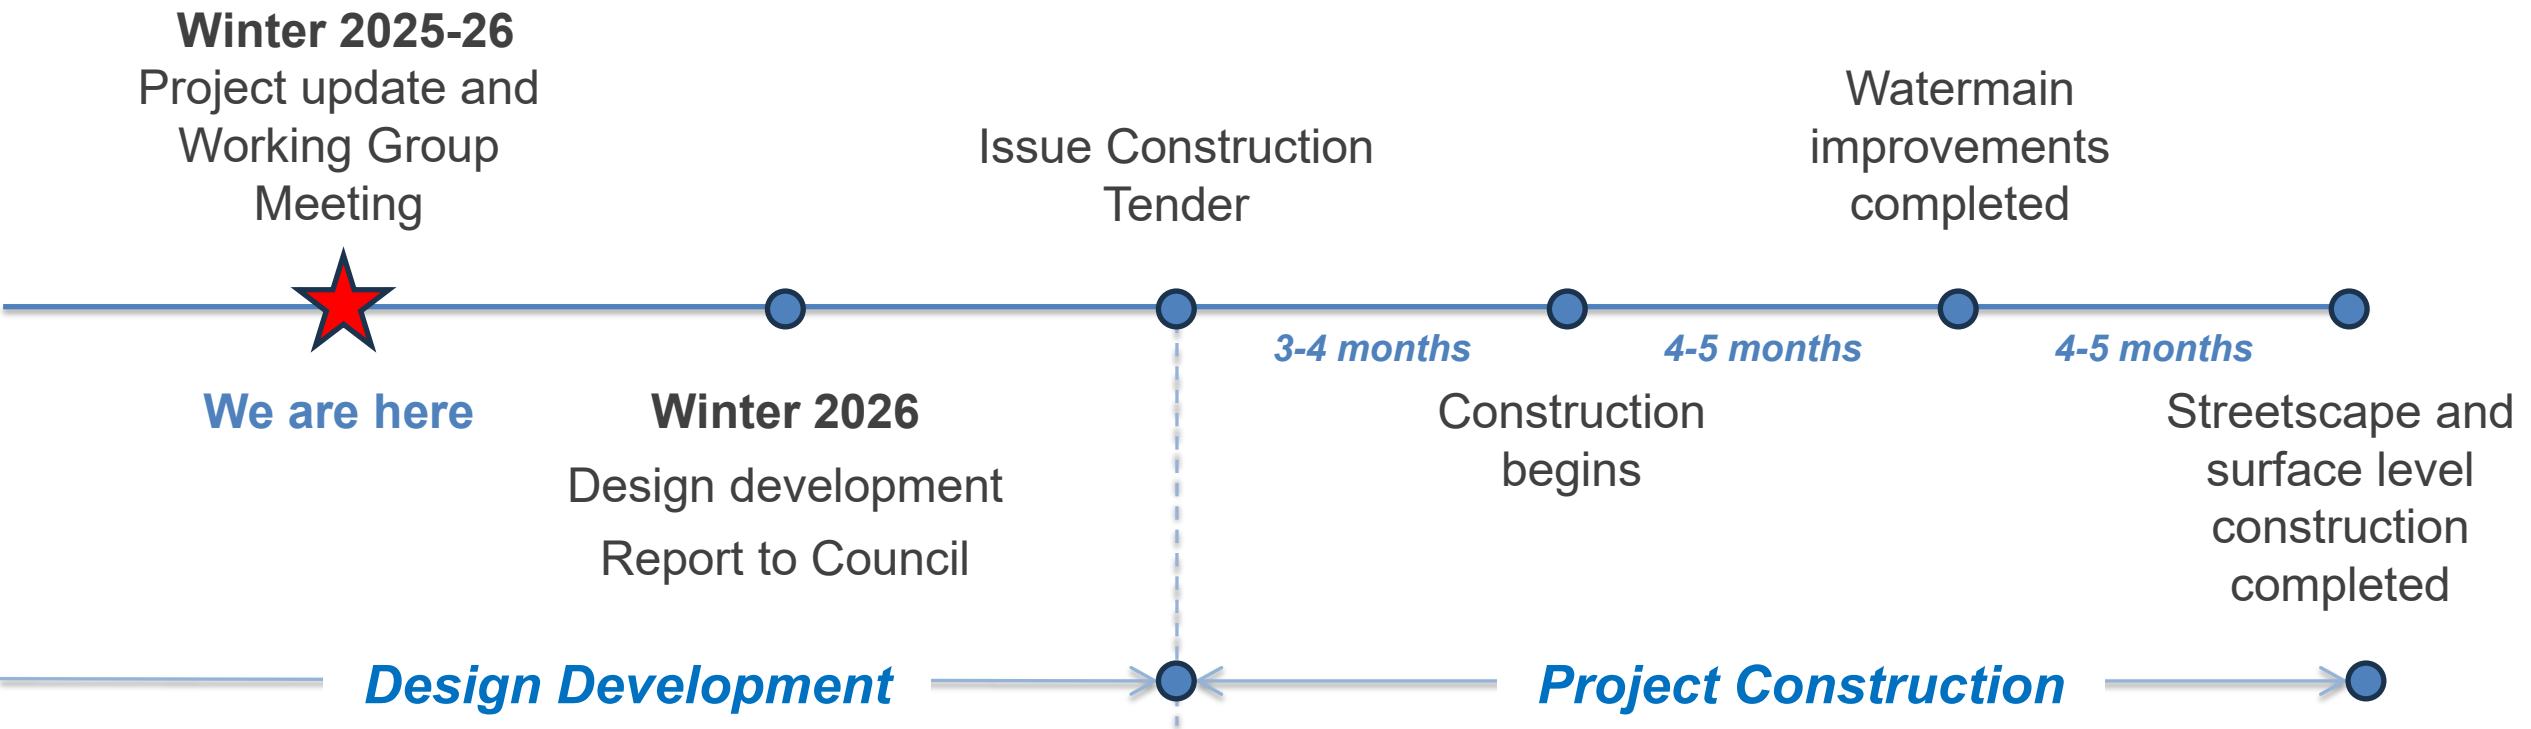 Winter 2025-26
Project update and
Working Group
Meeting
Issue Construction
Tender
Watermain
improvements
completed
3-4 months
4-5 months
4-5 months
We are here
Winter 2026
Design development
Report to Council
Construction
begins
Streetscape and
surface level
construction
completed
Design Development
Project Construction